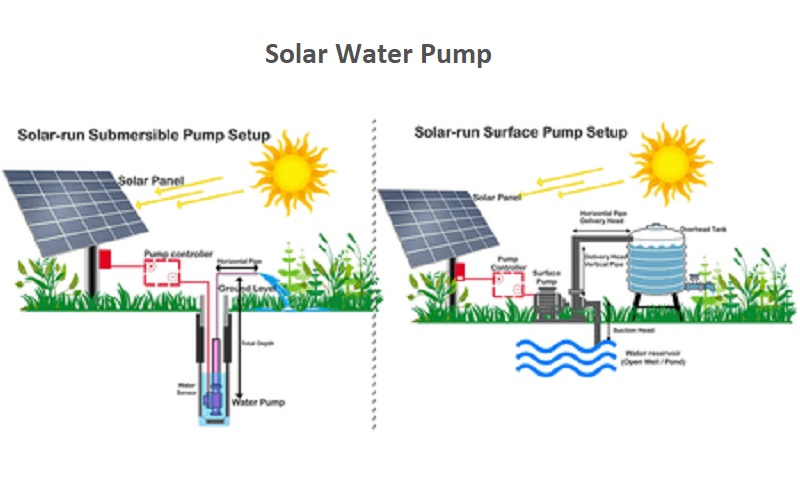 Solar Water Pump
Solar-run Submersible Pump Setup
Solar Panel
Pump controller
Horizontal Pipe
Ground Level
Total Depth
Water
Sensor
Water Pump
Solar-run Surface Pump Setup
Solar Panel
Horizontal Pipe
Delivery Head
Overhead Tank
Delivery Head
Vertical Pipe
Pump
Controller
Surface
Pump
Suction Head
Water reservoir
(Open Well / Pond)